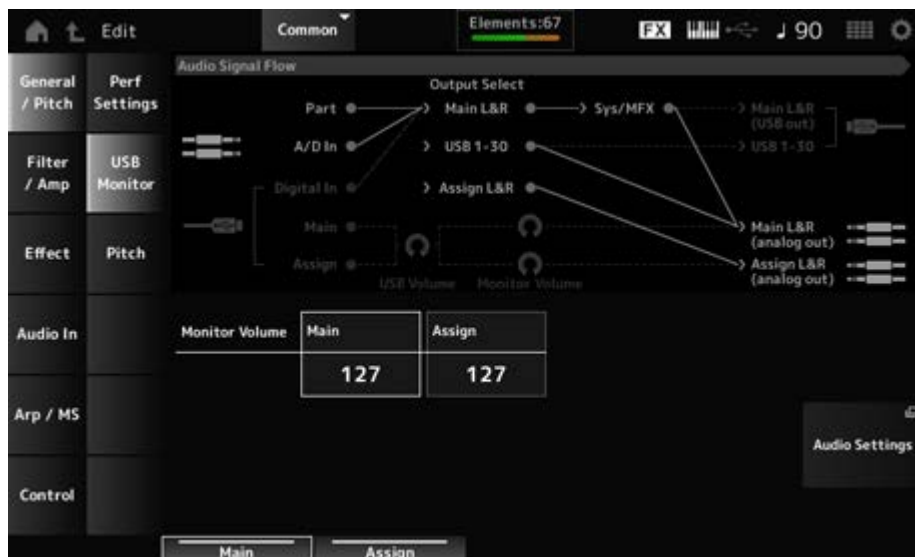 Edit
Common
Elements:67
FX
90
General / Pitch
Perf Settings
Filter / Amp
USB Monitor
Effect
Pitch
Audio In
Arp / MS
Control
Audio Signal Flow
Output Select
Part
Main L&R
Sys/MFX
Main L&R
(USB out)
A/D In
USB 1-30
USB 1-30
Digital In
Assign L&R
Main
Main L&R
(analog out)
Assign
Assign L&R
(analog out)
USB Volume
Monitor Volume
Monitor Volume
Main
Assign
127
127
Audio Settings
Main
Assign